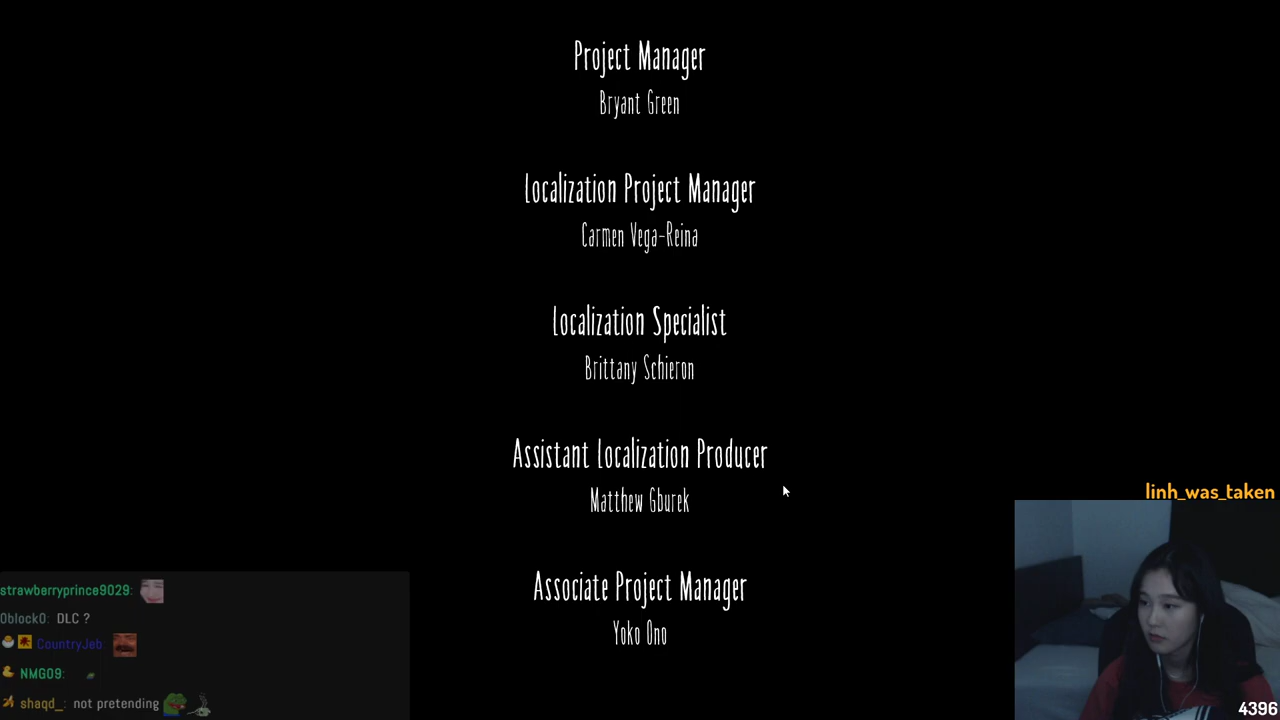 Project Manager
Bryant Green
Localization Project Manager
Carmen Vega-Reina
Localization Specialist
Brittany Schieron
Assistant Localization Producer
Matthew Gburek
Associate Project Manager
Yoko Ono
linh_was_taken
strawberryprince9029:
0block0: DLC ?
CountryJeb:
NMG09:
shaqd_: not pretending
4396